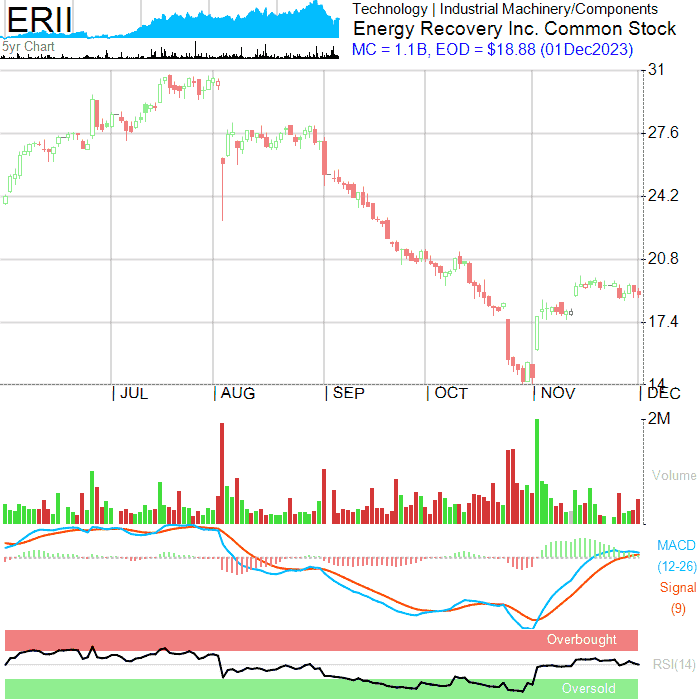 ERII
Technology | Industrial Machinery/Components
Energy Recovery Inc. Common Stock
5yr Chart
MC = 1.1B, EOD = $18.88 (01Dec2023)
31
27.6
24.2
20.8
17.4
14
JUL AUG SEP OCT NOV DEC
2M
Volume
MACD
(12-26)
Signal
(9)
Overbought
RSI(14)
Oversold